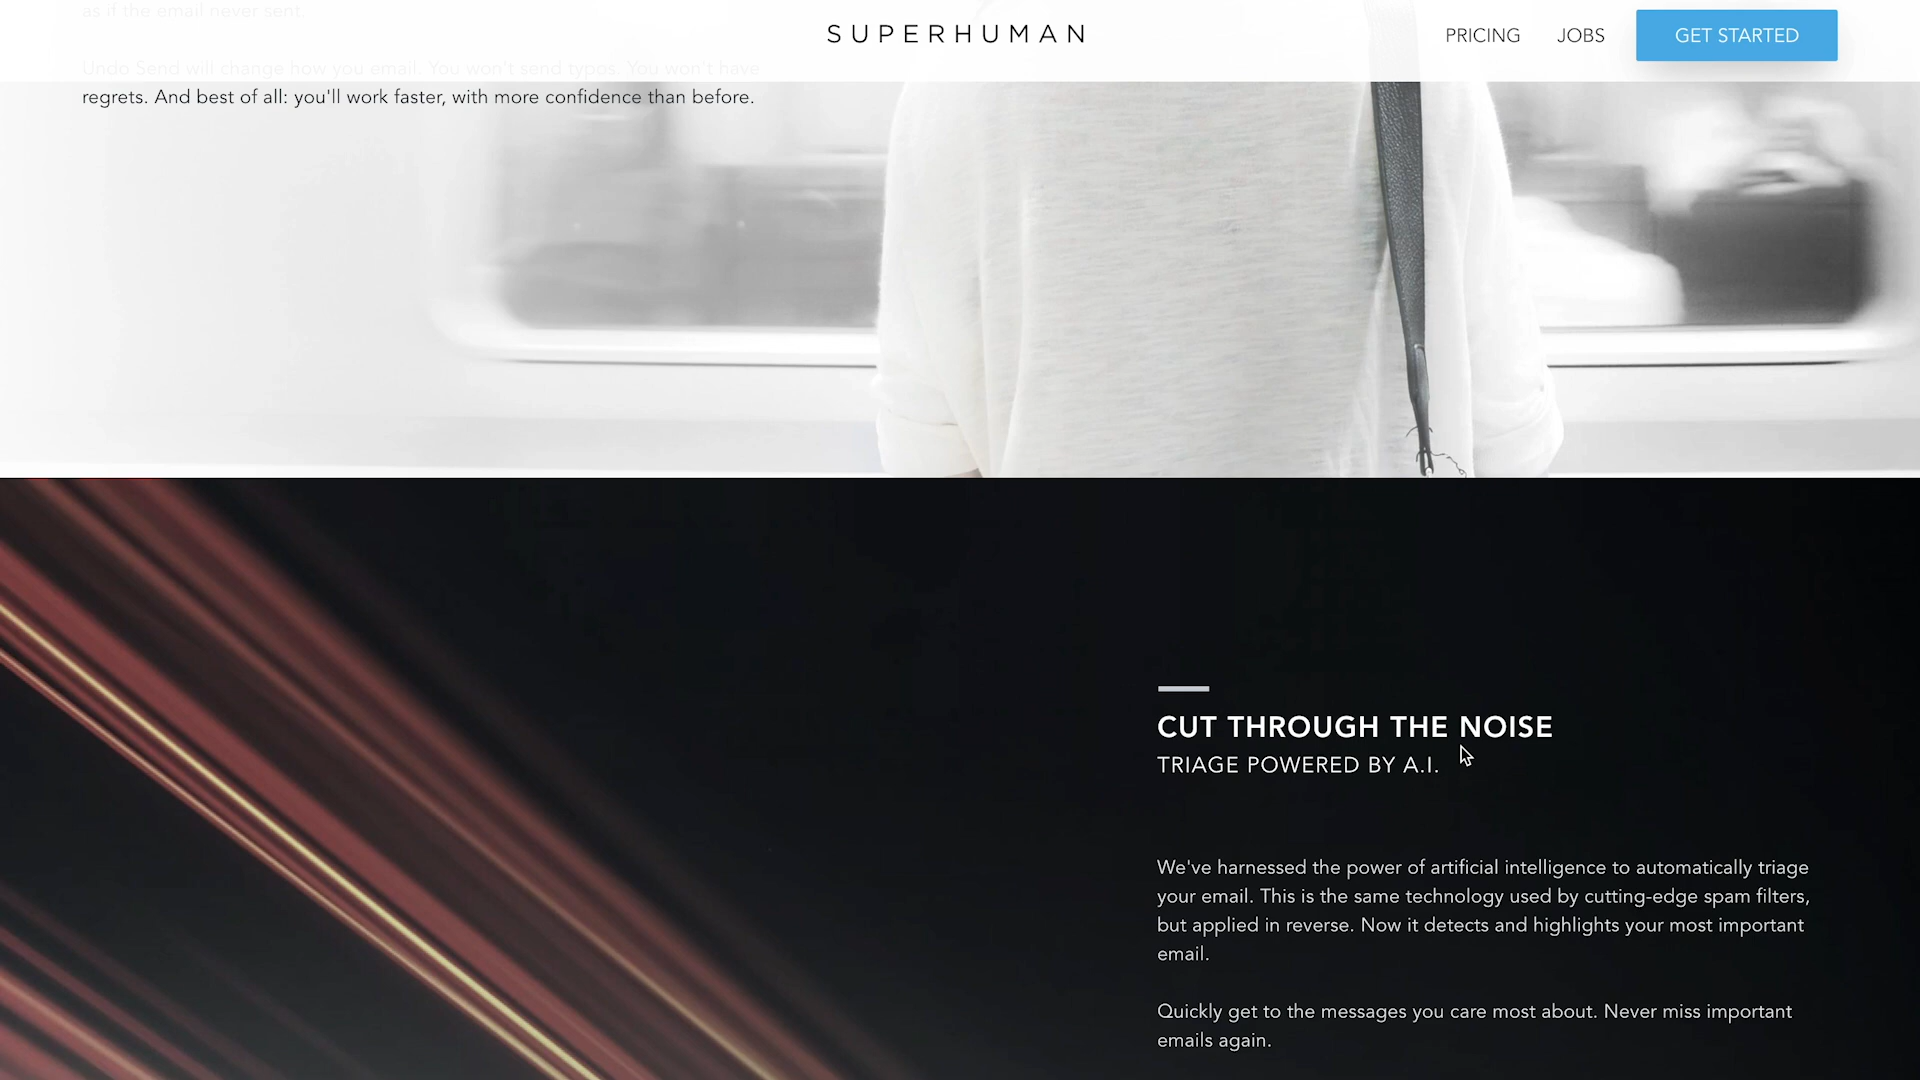 as if the email never sent.
SUPERHUMAN
PRICING
JOBS
GET STARTED
Undo Send will change how you email. You won't send typos. You won't have
regrets. And best of all: you'll work faster, with more confidence than before.
CUT THROUGH THE NOISE
TRIAGE POWERED BY A.I.
We've harnessed the power of artificial intelligence to automatically triage
your email. This is the same technology used by cutting-edge spam filters,
but applied in reverse. Now it detects and highlights your most important
email.
Quickly get to the messages you care most about. Never miss important
emails again.